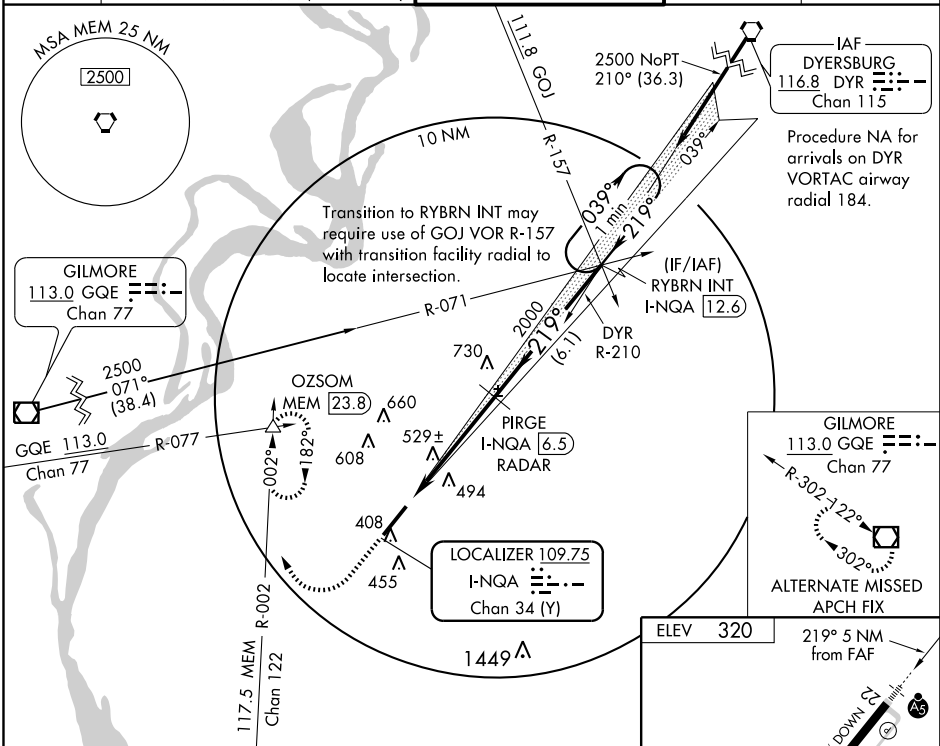 MSA MEM 25 NM
2500
111.8 GOJ
R-157
2500 NoPT
210° (36.3)
IAF
DYERSBURG
116.8 DYR
Chan 115
Procedure NA for
arrivals on DYR
VORTAC airway
radial 184.
10 NM
039°
039°
1 min
219°
Transition to RYBRN INT may
require use of GOJ VOR R-157
with transition facility radial to
locate intersection.
(IF/IAF)
RYBRN INT
I-NQA 12.6
GILMORE
113.0 GQE
Chan 77
R-071
2500
071°
(38.4)
2000
219°
(6.1)
DYR
R-210
730
OZSOM
MEM 23.8
660
PIRGE
I-NQA 6.5
RADAR
529±
608
494
GQE 113.0
Chan 77
R-077
002°
182°
GILMORE
113.0 GQE
Chan 77
R-302
122°
302°
ALTERNATE MISSED
APCH FIX
408
455
LOCALIZER 109.75
I-NQA
Chan 34 (Y)
117.5 MEM R-002
Chan 122
1449
ELEV 320
219° 5 NM
from FAF
22
DOWN
A5
P